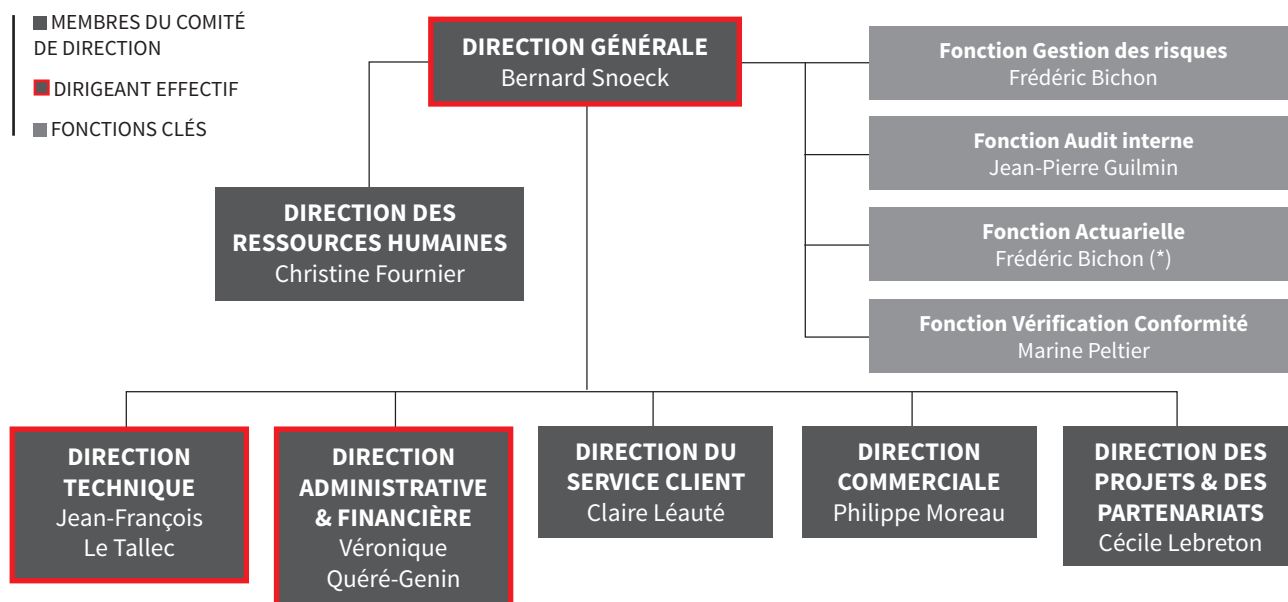 MEMBRES DU COMITÉ
DE DIRECTION
DIRIGEANT EFFECTIF
FONCTIONS CLÉS
DIRECTION GÉNÉRALE
Bernard Snoeck
Fonction Gestion des risques
Frédéric Bichon
Fonction Audit interne
Jean-Pierre Guilmin
Fonction Actuarielle
Frédéric Bichon (*)
Fonction Vérification Conformité
Marine Peltier
DIRECTION DES
RESSOURCES HUMAINES
Christine Fournier
DIRECTION
TECHNIQUE
Jean-François
Le Tallec
DIRECTION
ADMINISTRATIVE
& FINANCIÈRE
Véronique
Quéré-Genin
DIRECTION DU
SERVICE CLIENT
Claire Léauté
DIRECTION
COMMERCIALE
Philippe Moreau
DIRECTION DES
PROJETS & DES
PARTENARIATS
Cécile Lebreton